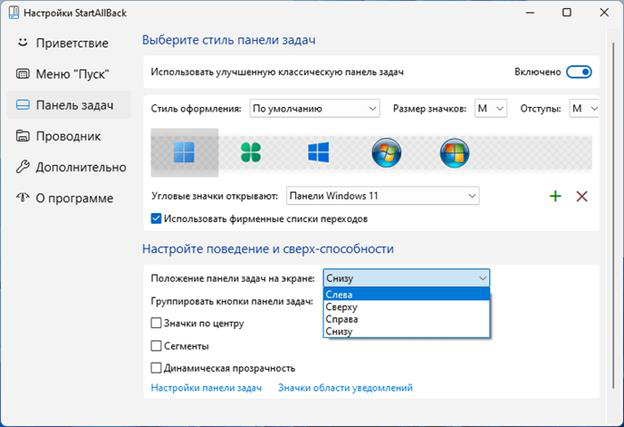 Настройки StartAllBack
Приветствие
Меню "Пуск"
Панель задач
Проводник
Дополнительно
О программе
Выберите стиль панели задач
Использовать улучшенную классическую панель задач
Включено
Стиль оформления: По умолчанию Размер значков: M Отступы: M
Угловые значки открывают: Панели Windows 11
Использовать фирменные списки переходов
Настройте поведение и сверх-способности
Положение панели задач на экране: Снизу
Слева
Сверху
Справа
Снизу
Группировать кнопки панели задач:
Значки по центру
Сегменты
Динамическая прозрачность
Настройки панели задач Значки области уведомлений